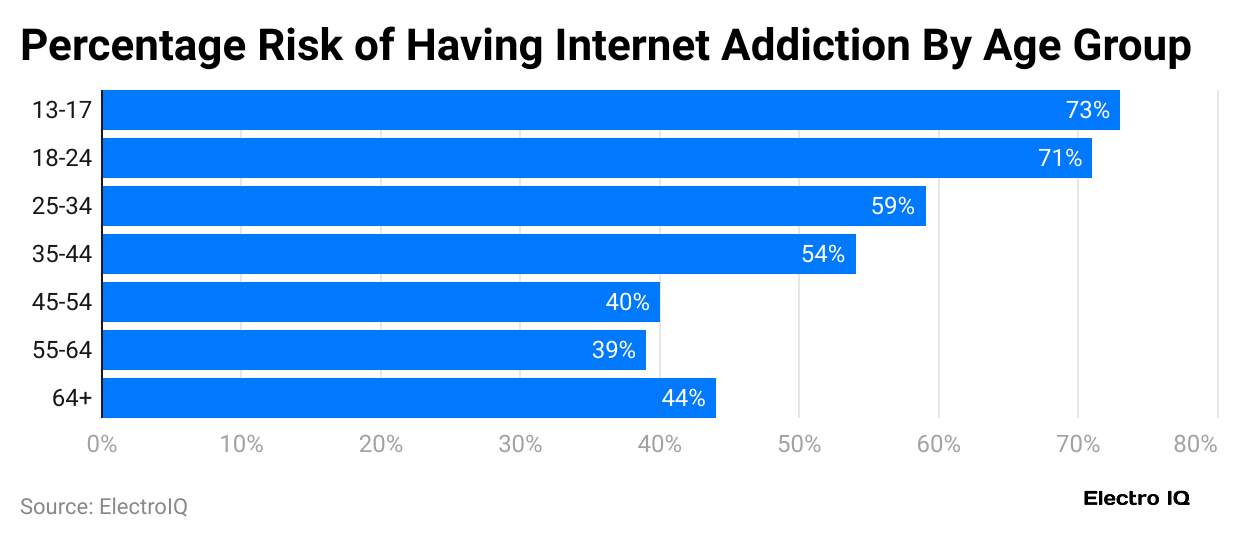 Percentage Risk of Having Internet Addiction By Age Group
13-17 73%
18-24 71%
25-34 59%
35-44 54%
45-54 40%
55-64 39%
64+ 44%
0% 10% 20% 30% 40% 50% 60% 70% 80%
Source: ElectroIQ
Electro IQ